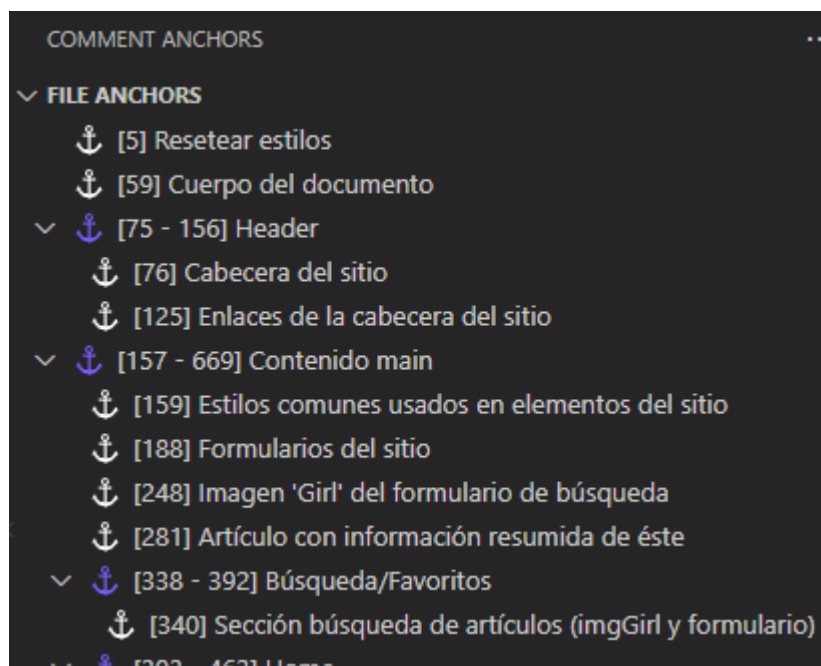 COMMENT ANCHORS
FILE ANCHORS
[5] Resetear estilos
[59] Cuerpo del documento
[75 - 156] Header
[76] Cabecera del sitio
[125] Enlaces de la cabecera del sitio
[157 - 669] Contenido main
[159] Estilos comunes usados en elementos del sitio
[188] Formularios del sitio
[248] Imagen 'Girl' del formulario de búsqueda
[281] Artículo con información resumida de éste
[338 - 392] Búsqueda/Favoritos
[340] Sección búsqueda de artículos (imgGirl y formulario)